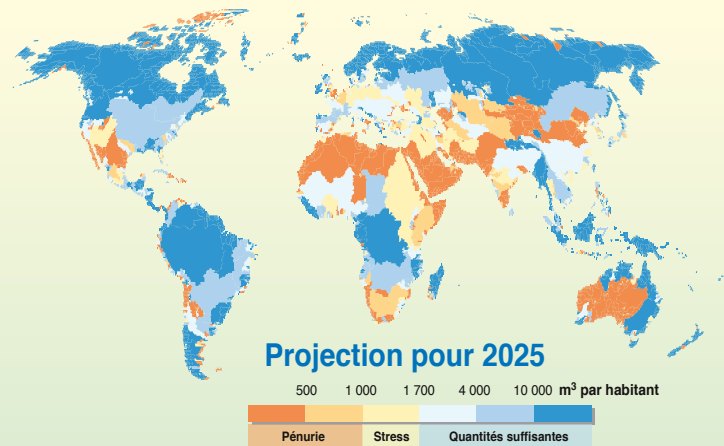 Projection pour 2025
500 1 000 1 700 4 000 10 000 m³ par habitant
Pénurie Stress Quantités suffisantes